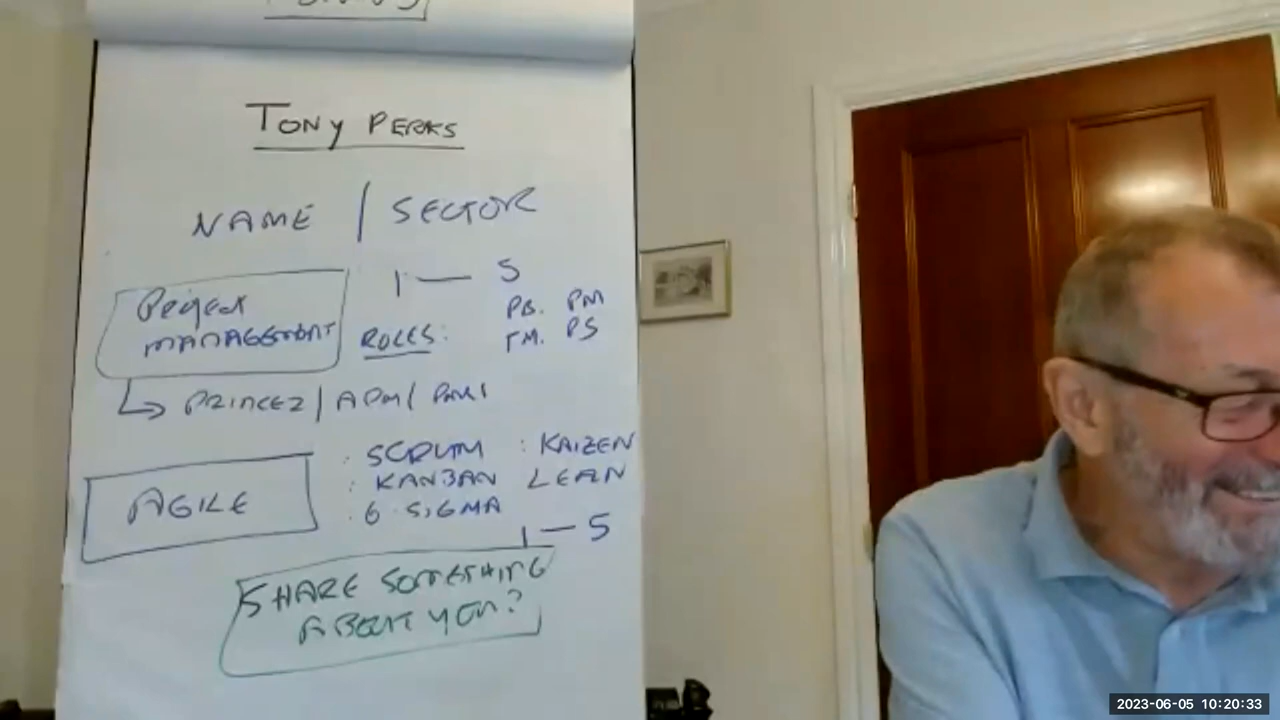 TONY PERKS
NAME / SECTOR
1 — 5
PROJECT
MANAGEMENT
ROLES:
PB. PM
TM. PS
PRINCE2 / APM / PMI
AGILE
: SCRUM : KAIZEN
: KANBAN LEAN
: 6 SIGMA
1 — 5
SHARE SOMETHING
ABOUT YOU?
2023-06-05 10:20:33